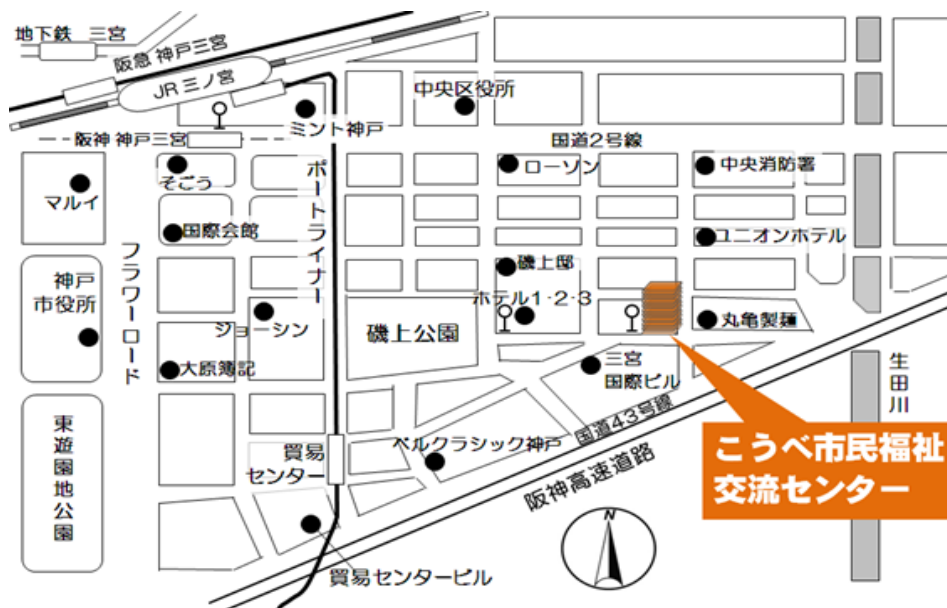 地下鉄 三宮
阪急 神戸三宮
JR 三ノ宮
中央区役所
ミント神戸
阪神 神戸三宮
国道2号線
ポートライナー
ローソン
中央消防署
そごう
マルイ
国際会館
フラワーロード
ユニオンホテル
磯上邸
神戸
市役所
ホテル1・2・3
ジョーシン
磯上公園
丸亀製麺
大原簿記
三宮
国際ビル
生田川
国道43号線
東遊園地公園
貿易
センター
ベルクラシック神戸
阪神高速道路
こうべ市民福祉
交流センター
N
貿易センタービル